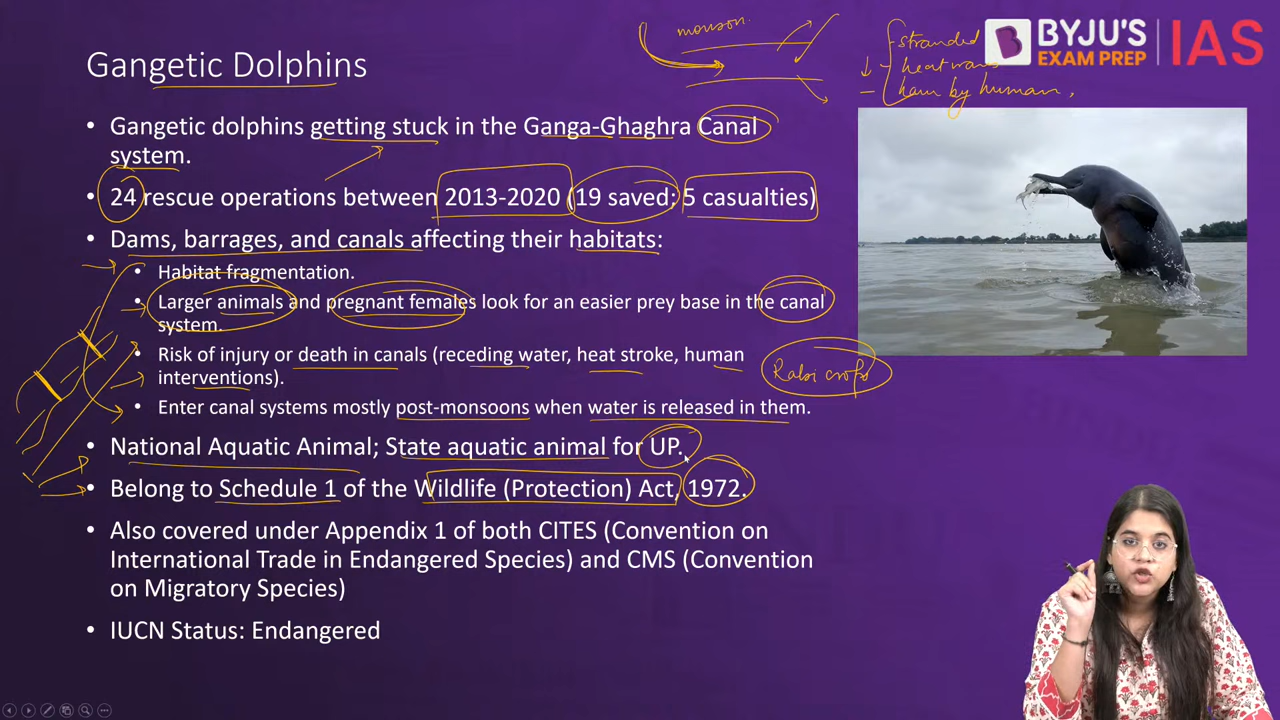 Gangetic Dolphins
monson.
stranded
heat wave
harm by human,
BYJU'S
EXAM PREP
IAS
• Gangetic dolphins getting stuck in the Ganga-Ghaghra Canal
system.
• 24 rescue operations between 2013-2020 (19 saved; 5 casualties)
• Dams, barrages, and canals affecting their habitats:
• Habitat fragmentation.
• Larger animals and pregnant females look for an easier prey base in the canal
system.
• Risk of injury or death in canals (receding water, heat stroke, human
interventions).
Rabi crops
• Enter canal systems mostly post-monsoons when water is released in them.
• National Aquatic Animal; State aquatic animal for UP.
• Belong to Schedule 1 of the Wildlife (Protection) Act, 1972.
• Also covered under Appendix 1 of both CITES (Convention on
International Trade in Endangered Species) and CMS (Convention
on Migratory Species)
• IUCN Status: Endangered